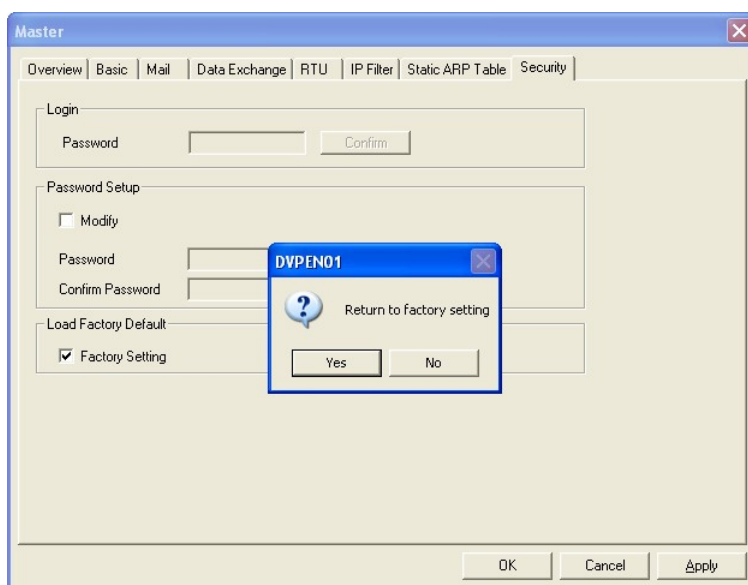 Master
Overview Basic Mail Data Exchange RTU IP Filter Static ARP Table Security
Login
Password Confirm
Password Setup
Modify
Password
Confirm Password
DVPEN01
? Return to factory setting
Yes No
Load Factory Default
Factory Setting
OK Cancel Apply